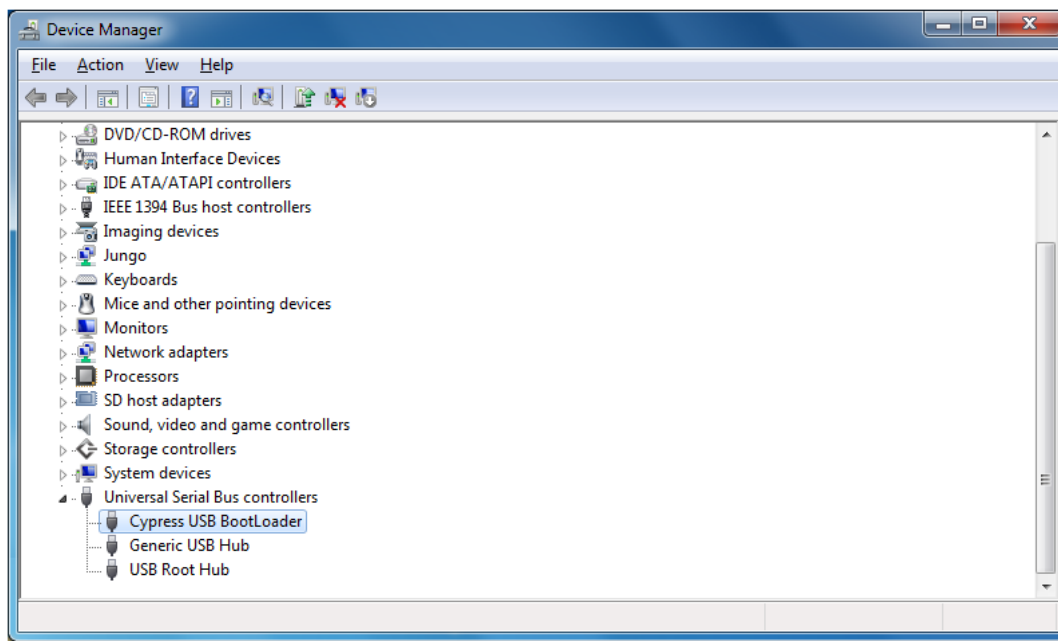 Device Manager
File Action View Help
DVD/CD-ROM drives
Human Interface Devices
IDE ATA/ATAPI controllers
IEEE 1394 Bus host controllers
Imaging devices
Jungo
Keyboards
Mice and other pointing devices
Monitors
Network adapters
Processors
SD host adapters
Sound, video and game controllers
Storage controllers
System devices
Universal Serial Bus controllers
Cypress USB BootLoader
Generic USB Hub
USB Root Hub